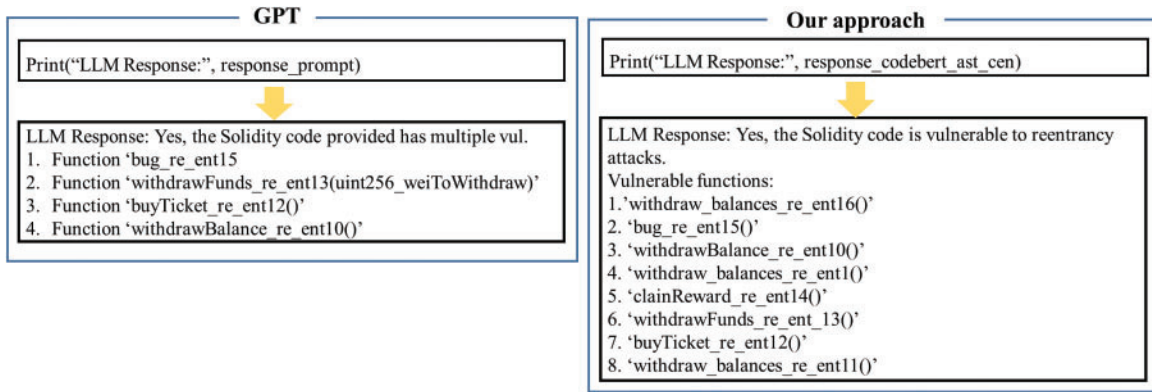 GPT
Print(“LLM Response:”, response_prompt)
LLM Response: Yes, the Solidity code provided has multiple vul.
1. Function ‘bug_re_ent15
2. Function ‘withdrawFunds_re_ent13(uint256_weiToWithdraw)’
3. Function ‘buyTicket_re_ent12()’
4. Function ‘withdrawBalance_re_ent10()’
Our approach
Print(“LLM Response:”, response_codebert_ast_cen)
LLM Response: Yes, the Solidity code is vulnerable to reentrancy
attacks.
Vulnerable functions:
1.’withdraw_balances_re_ent16()’
2. ‘bug_re_ent15()’
3. ‘withdrawBalance_re_ent10()’
4. ‘withdraw_balances_re_ent1()’
5. ‘clainReward_re_ent14()’
6. ‘withdrawFunds_re_ent_13()’
7. ‘buyTicket_re_ent12()’
8. ‘withdraw_balances_re_ent11()’